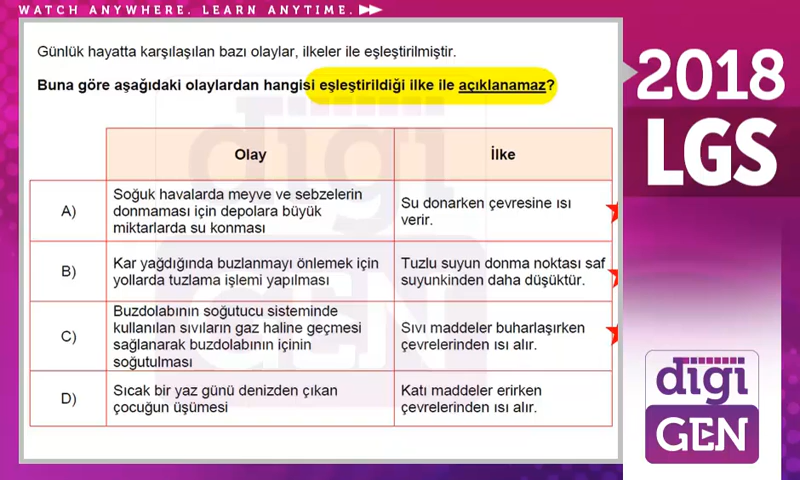 WATCH ANYWHERE. LEARN ANYTIME.
Günlük hayatta karşılaşılan bazı olaylar, ilkeler ile eşleştirilmiştir.
Buna göre aşağıdaki olaylardan hangisi eşleştirildiği ilke ile açıklanamaz?
Olay
İlke
A)
Soğuk havalarda meyve ve sebzelerin
donmaması için depolara büyük
miktarlarda su konması
Su donarken çevresine ısı
verir.
B)
Kar yağdığında buzlanmayı önlemek için
yollarda tuzlama işlemi yapılması
Tuzlu suyun donma noktası saf
suyunkinden daha düşüktür.
C)
Buzdolabının soğutucu sisteminde
kullanılan sıvıların gaz haline geçmesi
sağlanarak buzdolabının içinin
soğutulması
Sıvı maddeler buharlaşırken
çevrelerinden ısı alır.
D)
Sıcak bir yaz günü denizden çıkan
çocuğun üşümesi
Katı maddeler erirken
çevrelerinden ısı alır.
digi
GEN
2018
LGS
digi
GEN